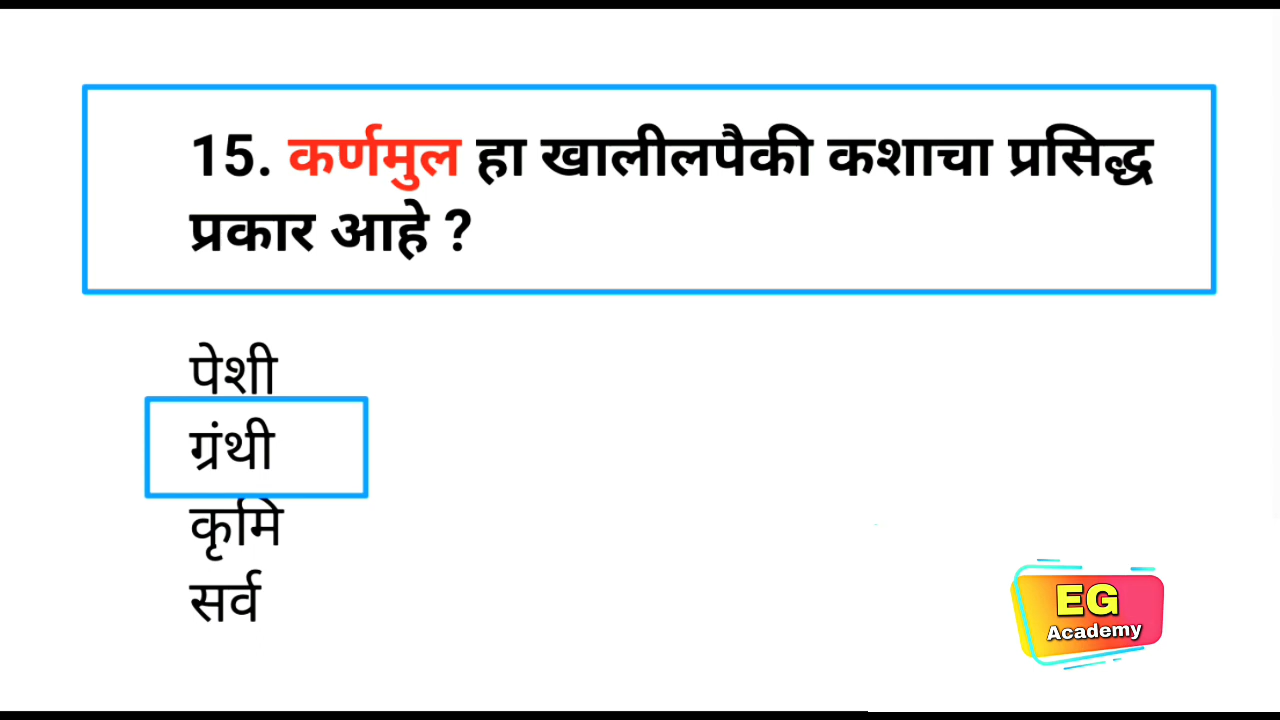 15. कर्णमुल हा खालीलपैकी कशाचा प्रसिद्ध
प्रकार आहे ?
पेशी
ग्रंथी
कृमि
सर्व
EG
Academy